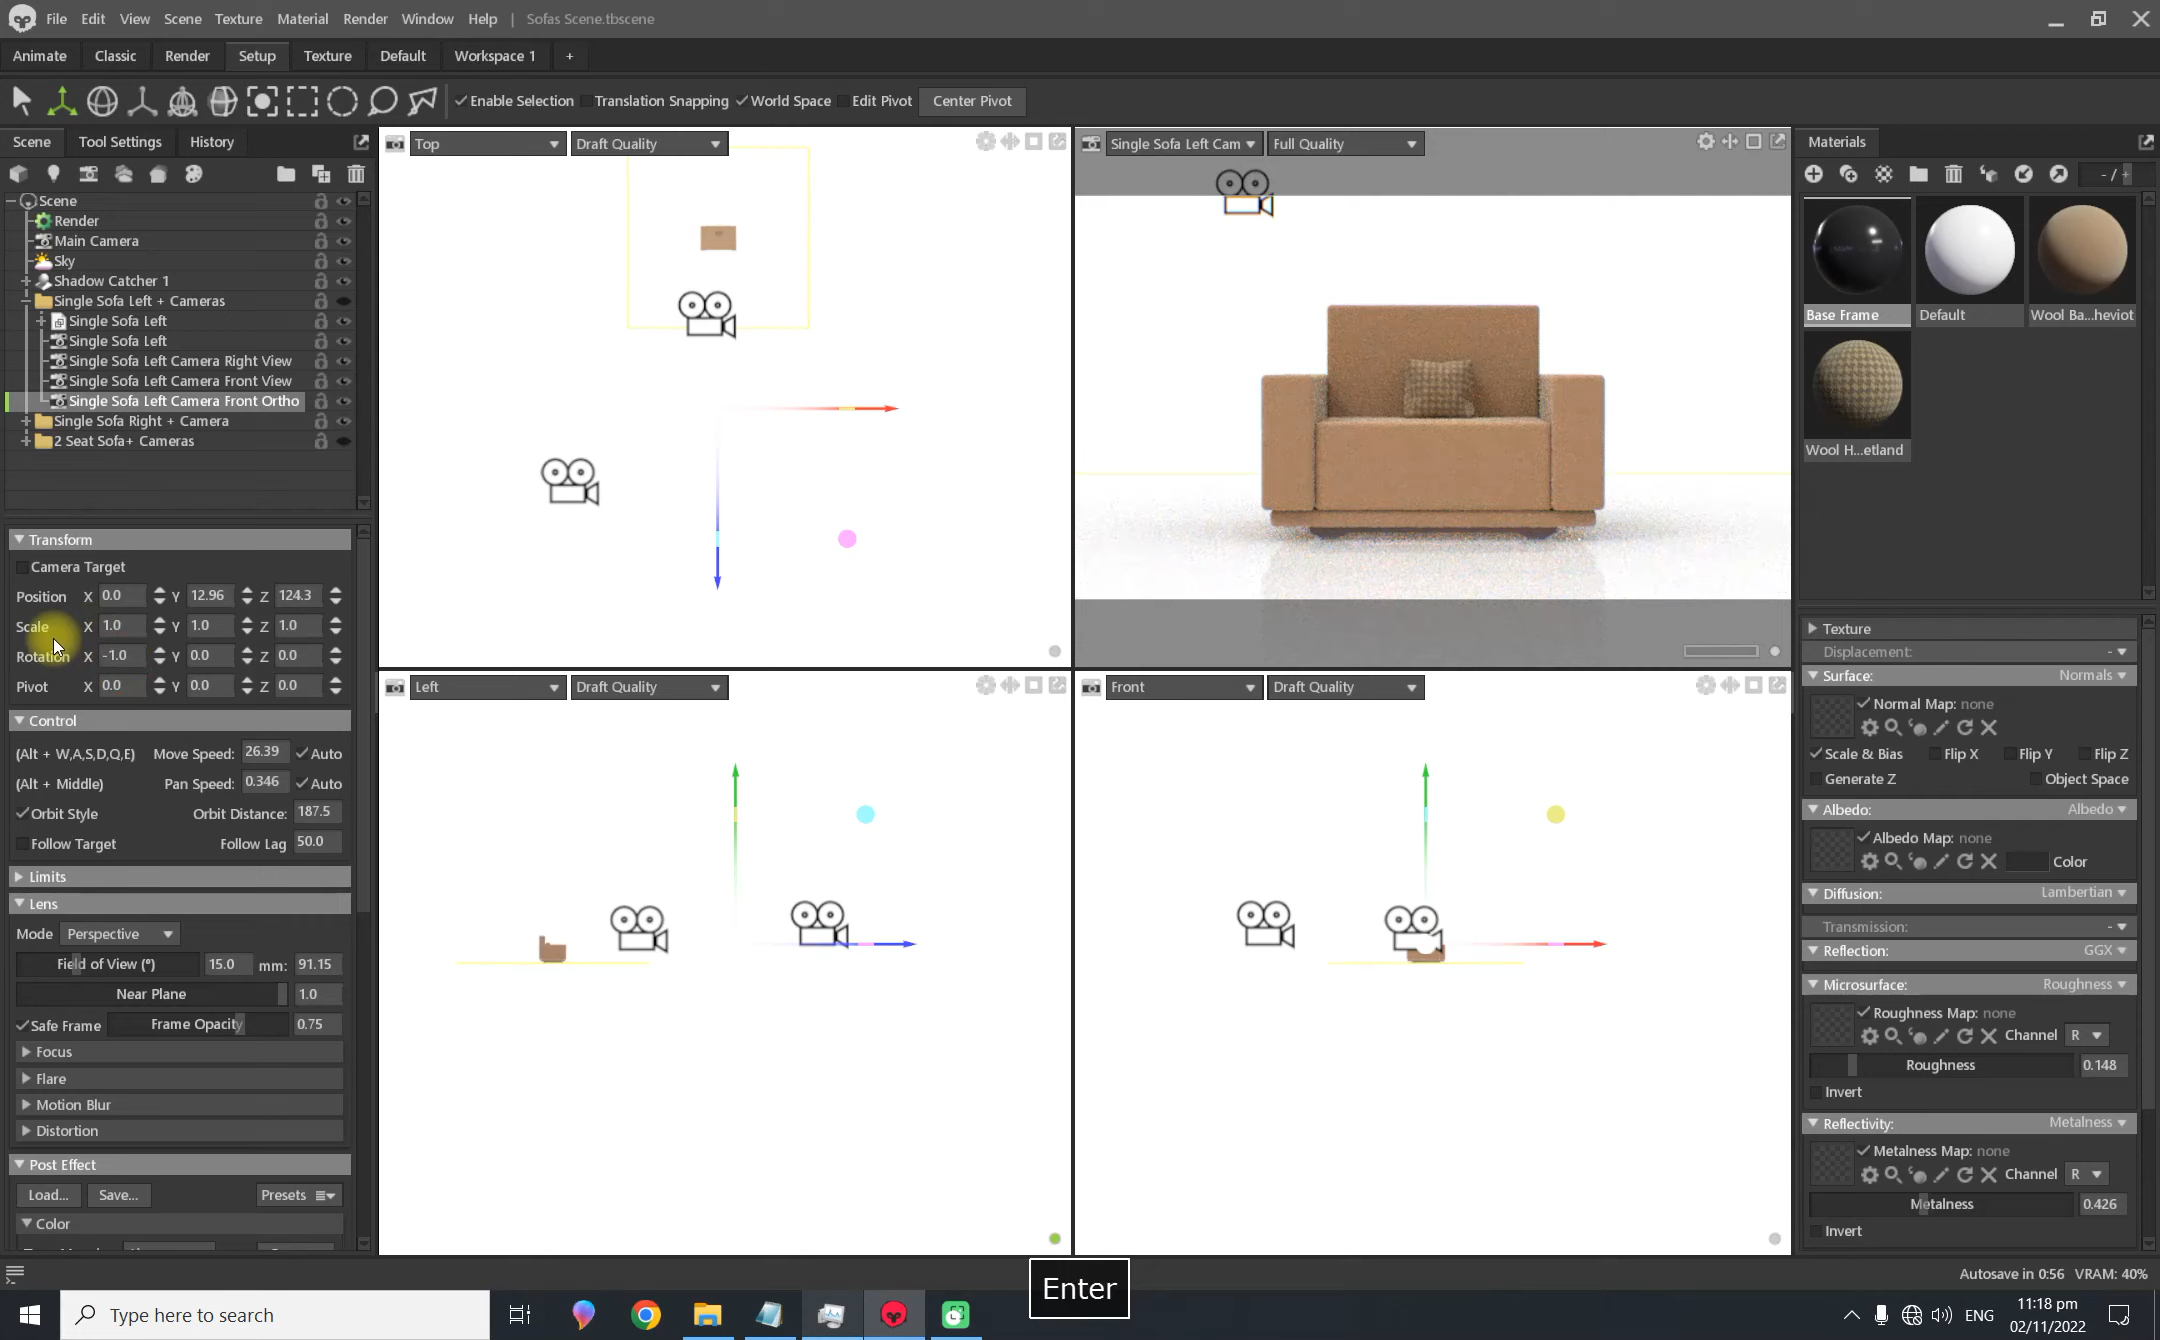 File Edit View Scene Texture Material Render Window Help | Sofas Scene.tbscene
Animate Classic Render Setup Texture Default Workspace 1 +
Enable Selection Translation Snapping World Space Edit Pivot Center Pivot
Scene Tool Settings History
Scene
Render
Main Camera
Sky
Shadow Catcher 1
Single Sofa Left + Cameras
Single Sofa Left
Single Sofa Left
Single Sofa Left Camera Right View
Single Sofa Left Camera Front View
Single Sofa Left Camera Front Ortho
Single Sofa Right + Camera
2 Seat Sofa+ Cameras
Transform
Camera Target
Position X 0.0 Y 12.96 Z 124.3
Scale X 1.0 Y 1.0 Z 1.0
Rotation X -1.0 Y 0.0 Z 0.0
Pivot X 0.0 Y 0.0 Z 0.0
Control
(Alt + W,A,S,D,Q,E) Move Speed: 26.39 Auto
(Alt + Middle) Pan Speed: 0.346 Auto
Orbit Style Orbit Distance: 187.5
Follow Target Follow Lag 50.0
Limits
Lens
Mode Perspective
Field of View (°) 15.0 mm: 91.15
Near Plane 1.0
Safe Frame Frame Opacity 0.75
Focus
Flare
Motion Blur
Distortion
Post Effect
Load... Save... Presets
Color
Top Draft Quality
Single Sofa Left Cam Full Quality
Left Draft Quality
Front Draft Quality
Materials
- / +
Base Frame Default Wool Ba...heviot
Wool H...etland
Texture
Displacement: -
Surface: Normals
Normal Map: none
Scale & Bias Flip X Flip Y Flip Z
Generate Z Object Space
Albedo: Albedo
Albedo Map: none
Color
Diffusion: Lambertian
Transmission: -
Reflection: GGX
Microsurface: Roughness
Roughness Map: none
Channel R
Roughness 0.148
Invert
Reflectivity: Metalness
Metalness Map: none
Channel R
Metalness 0.426
Invert
Autosave in 0:56 VRAM: 40%
Enter
Type here to search
ENG
11:18 pm
02/11/2022